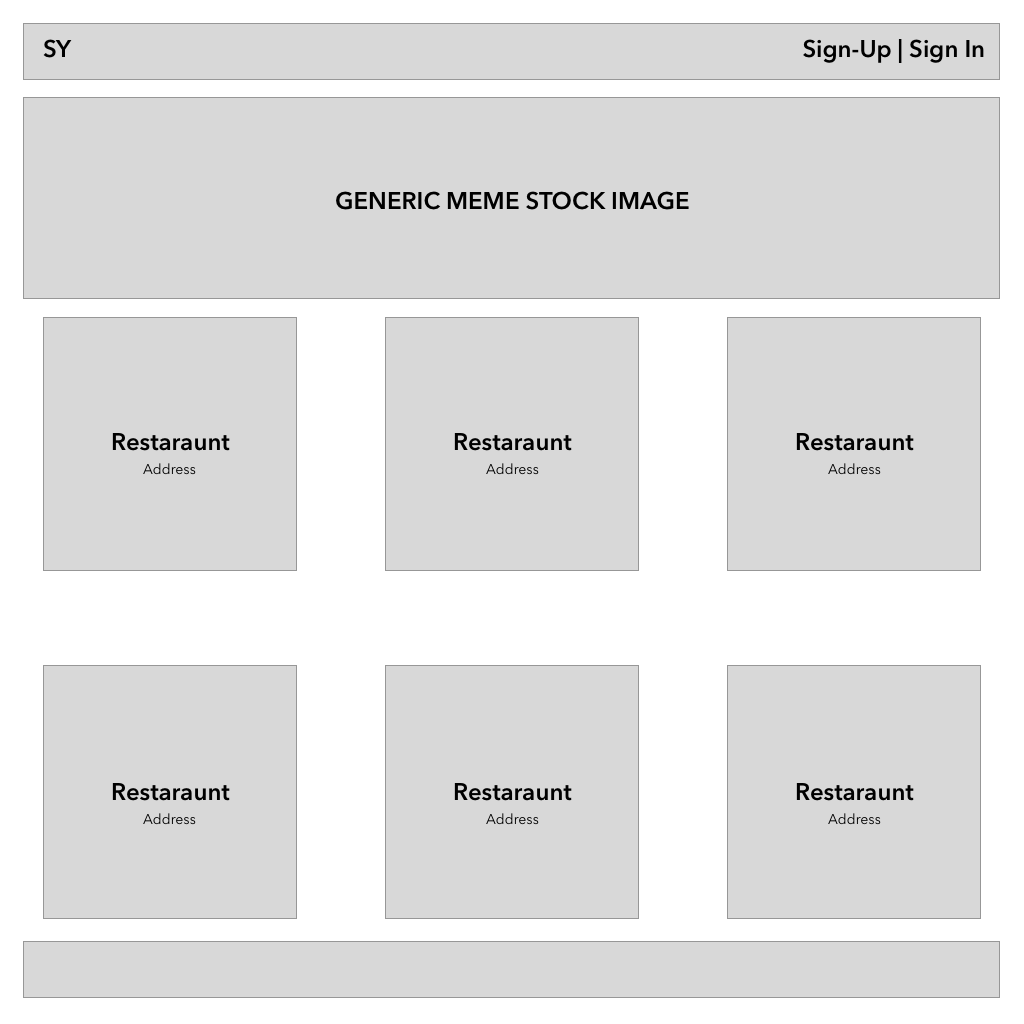 SY
Sign-Up | Sign In
GENERIC MEME STOCK IMAGE
Restaraunt
Address
Restaraunt
Address
Restaraunt
Address
Restaraunt
Address
Restaraunt
Address
Restaraunt
Address